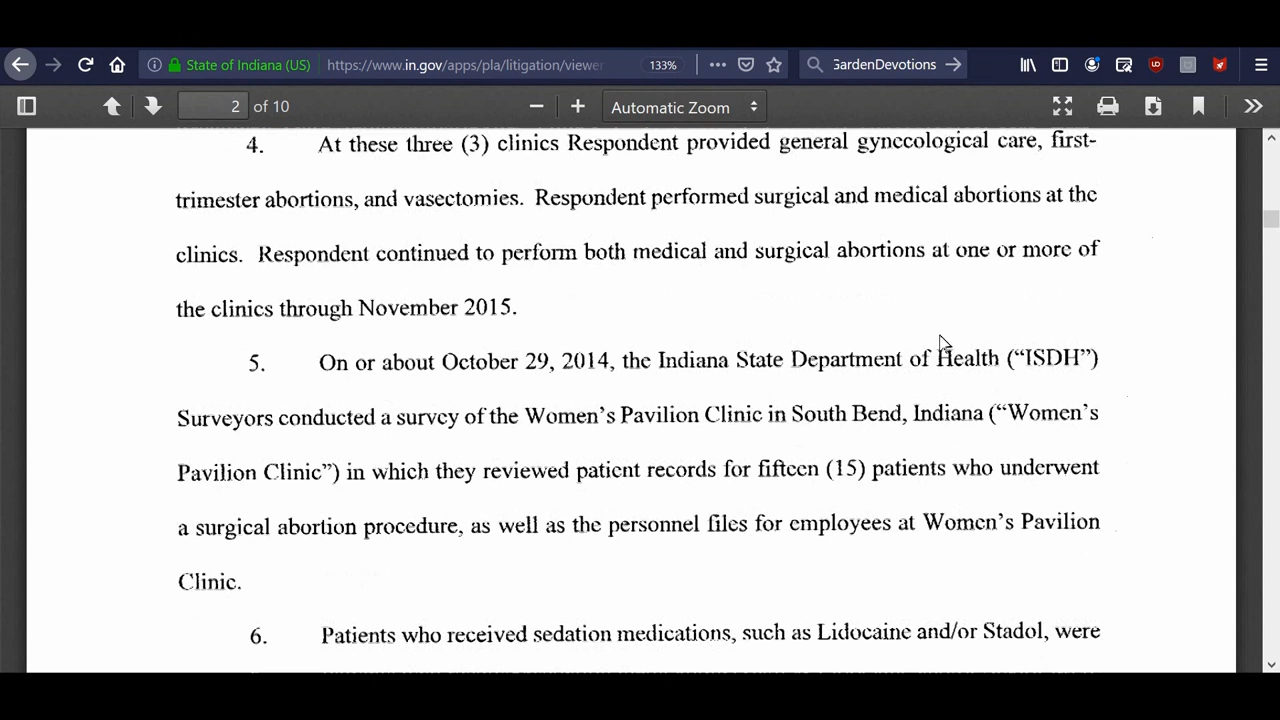 State of Indiana (US) https://www.in.gov/apps/pla/litigation/viewer 133% GardenDevotions
2 of 10 Automatic Zoom
4. At these three (3) clinics Respondent provided general gynecological care, first-
trimester abortions, and vasectomies. Respondent performed surgical and medical abortions at the
clinics. Respondent continued to perform both medical and surgical abortions at one or more of
the clinics through November 2015.
5. On or about October 29, 2014, the Indiana State Department of Health (“ISDH”)
Surveyors conducted a survey of the Women’s Pavilion Clinic in South Bend, Indiana (“Women’s
Pavilion Clinic”) in which they reviewed patient records for fifteen (15) patients who underwent
a surgical abortion procedure, as well as the personnel files for employees at Women’s Pavilion
Clinic.
6. Patients who received sedation medications, such as Lidocaine and/or Stadol, were